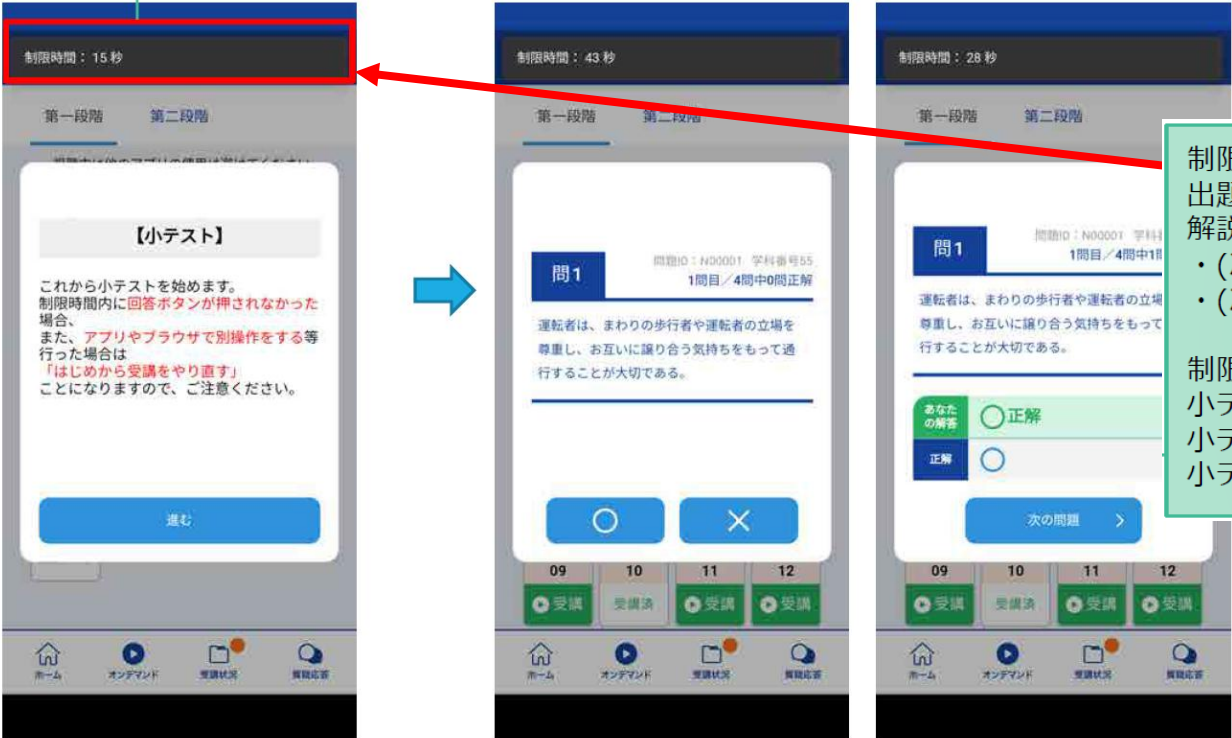 制限時間： 15 秒
第一段階 第二段階
【小テスト】
これから小テストを始めます。
制限時間内に回答ボタンが押されなかった
場合、
また、アプリやブラウザで別操作をする等
行った場合は
「はじめから受講をやり直す」
ことになりますので、ご注意ください。
進む
ホーム オンデマンド 受講状況 質疑応答
制限時間： 43 秒
第一段階 第二段階
問1
問題ID：N00001 学科番号55
1問目／4問中0問正解
運転者は、まわりの歩行者や運転者の立場を
尊重し、お互いに譲り合う気持ちをもって通
行することが大切である。
09 10 11 12
受講 受講済 受講 受講
ホーム オンデマンド 受講状況 質疑応答
制限時間： 28 秒
第一段階 第二段階
問1
問題ID：N00001 学科
1問目／4問中1
運転者は、まわりの歩行者や運転者の立場
尊重し、お互いに譲り合う気持ちをもって
行することが大切である。
あなた
の解答
正解
正解
次の問題
09 10 11 12
受講 受講済 受講 受講
ホーム オンデマンド 受講状況 質疑応答
制限
出題
解説
・(
・(
制限
小テ
小テ
小テ